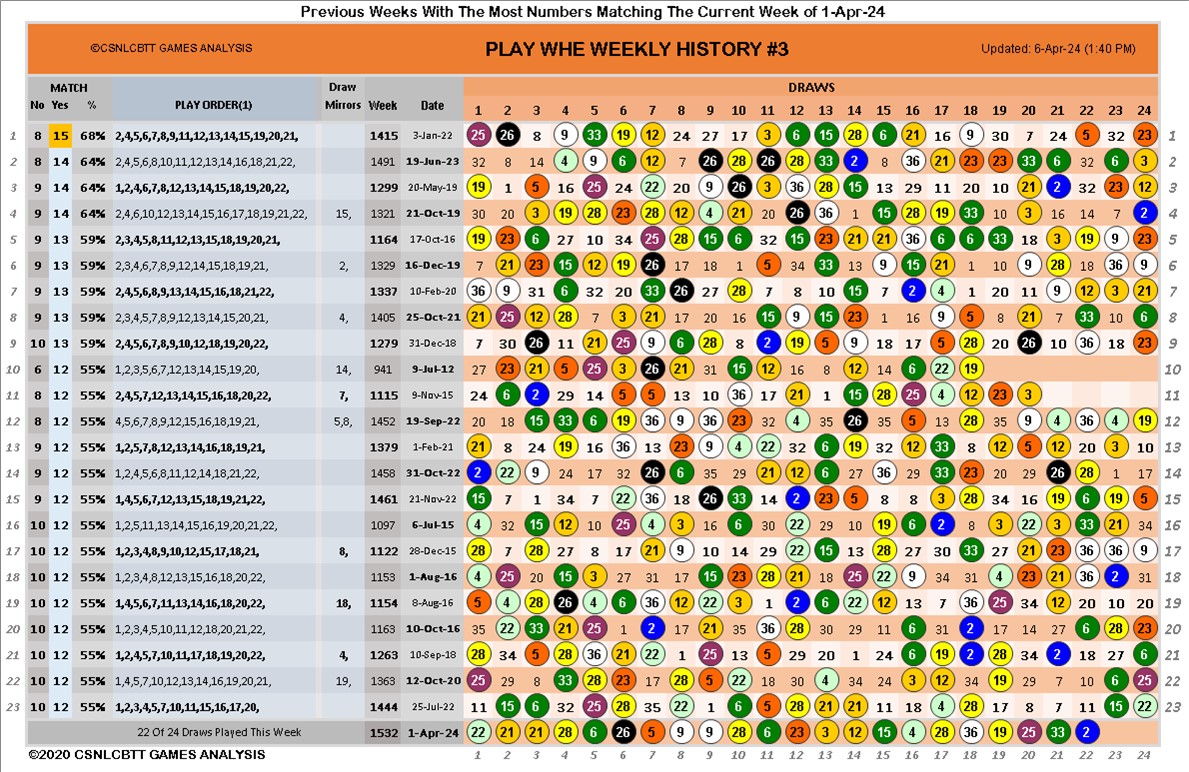 Previous Weeks With The Most Numbers Matching The Current Week of 1-Apr-24
©CSNLCBTT GAMES ANALYSIS PLAY WHE WEEKLY HISTORY #3 Updated: 6-Apr-24 (1:40 PM)
MATCH Draw DRAWS
No Yes % PLAY ORDER(1) Mirrors Week Date 1 2 3 4 5 6 7 8 9 10 11 12 13 14 15 16 17 18 19 20 21 22 23 24
1 8 15 68% 2,4,5,6,7,8,9,11,12,13,14,15,19,20,21, 1415 3-Jan-22 25 26 8 9 33 19 12 24 27 17 3 6 15 28 6 21 16 9 30 7 24 5 32 23 1
2 8 14 64% 2,4,5,6,8,10,11,12,13,14,16,18,21,22, 1491 19-Jun-23 32 8 14 4 9 6 12 7 26 28 26 28 33 2 8 36 21 23 23 33 6 32 6 3 2
3 9 14 64% 1,2,4,6,7,8,12,13,14,15,18,19,20,22, 1299 20-May-19 19 1 5 16 25 24 22 20 9 26 3 36 28 15 13 29 11 20 10 21 2 32 23 12 3
4 9 14 64% 2,4,6,10,12,13,14,15,16,17,18,19,21,22, 15, 1321 21-Oct-19 30 20 3 19 28 23 28 12 4 21 20 26 36 1 15 28 19 33 10 3 16 14 7 2 4
5 9 13 59% 2,3,4,5,8,11,12,13,15,18,19,20,21, 1164 17-Oct-16 19 23 6 27 10 34 25 28 15 6 32 15 23 21 21 36 6 6 33 18 3 19 9 23 5
6 9 13 59% 2,3,4,6,7,8,9,12,14,15,18,19,21, 2, 1329 16-Dec-19 7 21 23 15 12 19 26 17 18 1 5 34 33 13 9 15 21 1 10 9 28 18 36 9 6
7 9 13 59% 2,4,5,6,8,9,13,14,15,16,18,21,22, 1337 10-Feb-20 36 9 31 6 32 20 33 26 27 28 7 8 10 15 7 2 4 1 20 11 9 12 3 21 7
8 9 13 59% 2,3,4,5,7,8,9,12,13,14,15,19,21, 4, 1405 25-Oct-21 21 25 12 28 7 3 21 17 20 16 15 9 15 23 1 16 9 5 8 21 7 33 10 6 8
9 10 13 59% 2,4,5,6,7,8,9,10,12,18,19,20,22, 1279 31-Dec-18 7 30 26 11 21 25 9 6 28 8 2 19 5 9 18 17 5 28 20 26 10 36 18 23 9
10 6 12 55% 1,2,3,5,6,7,12,13,14,15,19,20, 14, 941 9-Jul-12 27 23 21 5 25 3 26 21 31 15 12 16 8 12 14 6 22 19 10
11 8 12 55% 2,4,5,7,12,13,14,15,16,18,20,22, 7, 1115 9-Nov-15 24 6 2 29 14 5 5 13 10 36 17 21 1 15 28 25 4 12 23 3 11
12 8 12 55% 4,5,6,7,10,12,13,15,16,18,19,21, 5,8, 1452 19-Sep-22 20 18 15 33 6 19 36 9 36 23 32 4 35 26 16 5 13 28 35 9 4 36 4 19 12
13 9 12 55% 1,2,5,7,8,12,13,14,16,18,19,21, 1379 1-Feb-21 21 8 24 19 16 36 13 23 9 4 22 32 6 19 32 12 33 8 12 5 12 20 3 10 13
14 9 12 55% 1,2,4,5,6,8,11,12,14,18,21,22, 1458 31-Oct-22 2 22 9 24 17 32 26 6 35 29 21 12 6 27 15 36 29 33 23 20 29 26 28 1 17 14
15 9 12 55% 1,4,5,6,7,12,13,15,18,19,21,22, 1461 21-Nov-22 15 7 1 34 7 22 36 18 26 33 14 2 23 5 8 8 3 28 34 16 19 6 19 5 15
16 10 12 55% 1,2,5,11,13,14,15,16,19,20,21,22, 1097 6-Jul-15 4 32 15 12 10 25 4 3 16 6 30 22 29 15 19 6 2 8 3 22 3 33 21 34 16
17 10 12 55% 1,2,3,4,8,9,10,12,15,17,18,21, 8, 1122 28-Dec-15 28 7 28 27 8 17 21 9 10 14 29 22 15 13 28 27 30 33 27 21 23 36 36 9 17
18 10 12 55% 1,2,3,4,8,12,13,15,16,18,20,22, 1153 1-Aug-16 4 25 20 15 3 27 31 17 15 23 28 21 18 25 22 9 34 31 4 23 21 36 2 31 18
19 10 12 55% 1,4,5,6,7,11,13,14,16,18,20,22, 18, 1154 8-Aug-16 5 4 28 26 4 6 36 12 22 3 1 2 6 22 12 13 7 36 25 34 12 20 10 20 19
20 10 12 55% 1,2,3,4,5,10,11,12,18,20,21,22, 1163 10-Oct-16 35 22 33 21 25 1 2 17 21 35 36 28 30 29 11 6 31 2 17 14 27 6 28 23 20
21 10 12 55% 1,2,4,5,7,10,11,17,18,19,20,22, 4, 1263 10-Sep-18 28 34 5 28 36 21 22 1 25 13 5 29 20 1 24 6 19 2 28 34 2 18 27 6 21
22 10 12 55% 1,4,5,7,10,12,13,14,16,19,20,21, 19, 1363 12-Oct-20 25 29 8 33 28 23 17 28 5 22 18 30 4 34 24 3 12 34 19 29 7 10 6 25 22
23 10 12 55% 1,2,3,4,5,7,10,11,15,16,17,20, 1444 25-Jul-22 11 15 6 32 25 28 35 22 1 6 5 28 21 21 11 18 4 28 17 8 7 11 15 22 23
22 Of 24 Draws Played This Week 1532 1-Apr-24 22 21 21 28 6 26 5 9 9 28 6 23 3 12 15 4 28 36 19 25 33 2
©2020 CSNLCBTT GAMES ANALYSIS 1 2 3 4 5 6 7 8 9 10 11 12 13 14 15 16 17 18 19 20 21 22 23 24